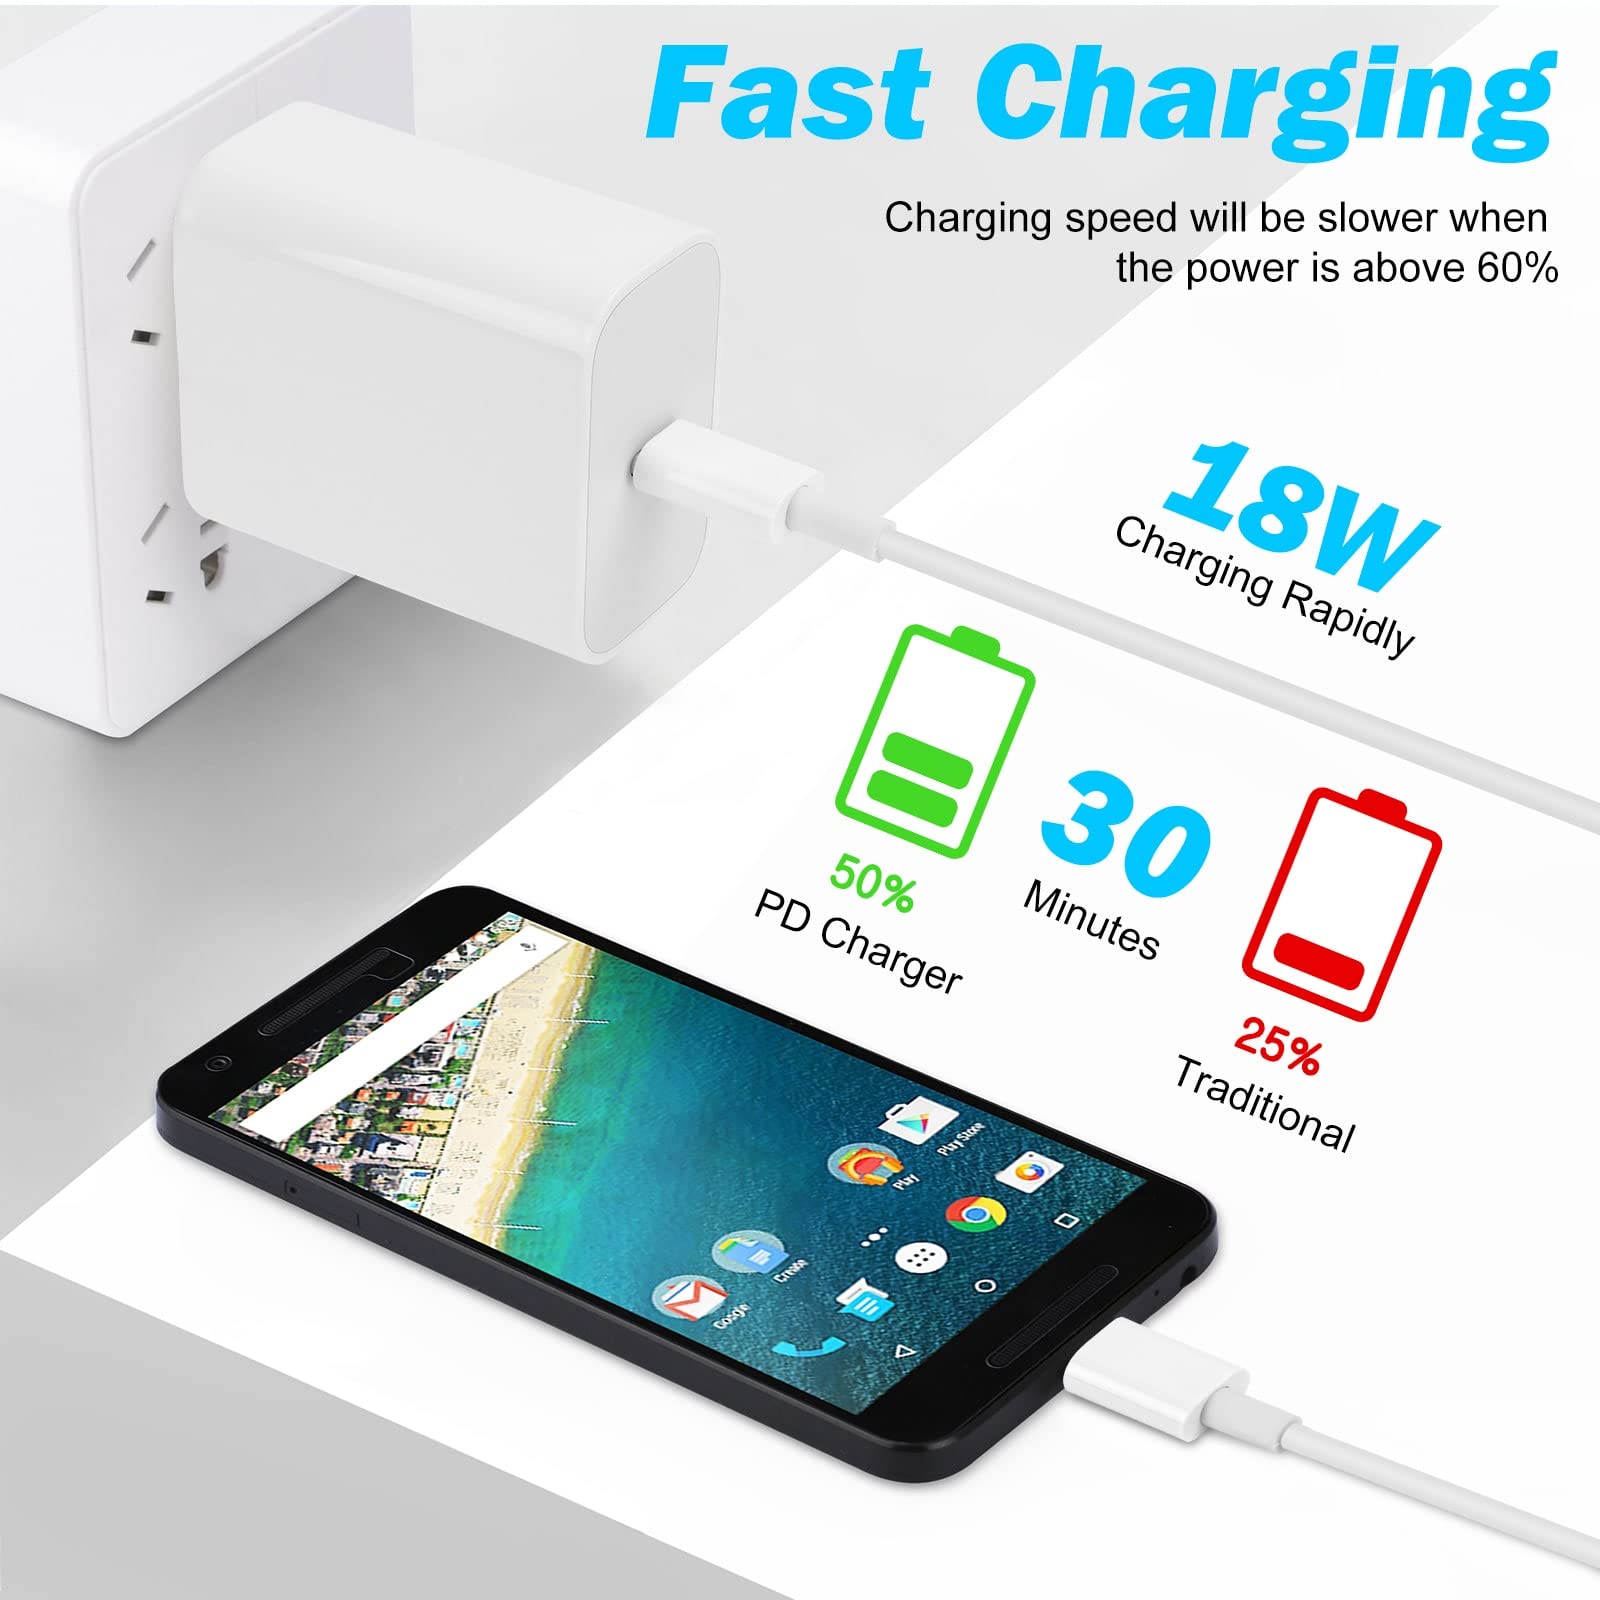 Fast Charging
Charging speed will be slower when
the power is above 60%
18W
Charging Rapidly
50%
PD Charger
30
Minutes
25%
Traditional
Play Store
Play
Create
Google